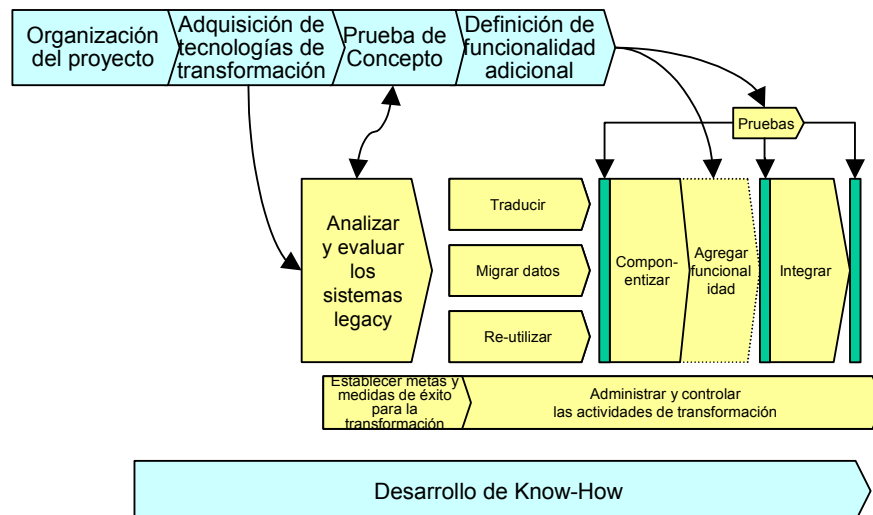 Organización
del proyecto
Adquisición de
tecnologías de
transformación
Prueba de
Concepto
Definición de
funcionalidad
adicional
Pruebas
Analizar
y evaluar
los
sistemas
legacy
Traducir
Migrar datos
Re-utilizar
Compon-
entizar
Agregar
funcional
idad
Integrar
Establecer metas y
medidas de éxito
para la
transformación
Administrar y controlar
las actividades de transformación
Desarrollo de Know-How